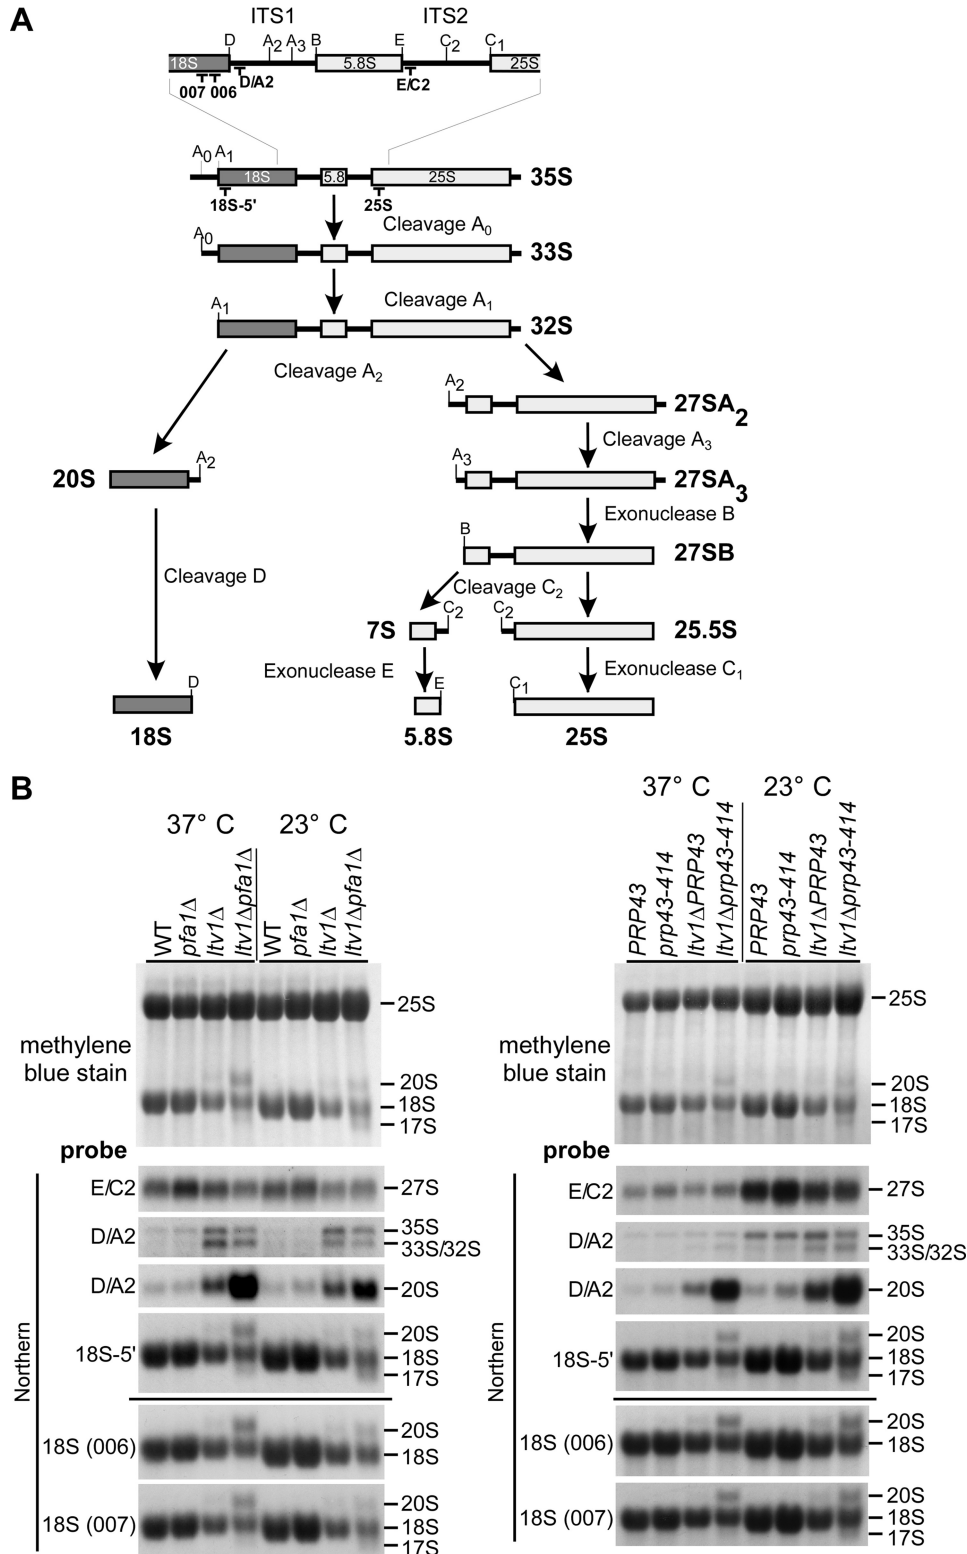 A
ITS1 ITS2
D A2 A3 B E C2 C1
18S 5.8S 25S
007 006 D/A2 E/C2
A0 A1
18S 5.8 25S 35S
18S-5' 25S
Cleavage A0
A0 33S
Cleavage A1
A1 32S
Cleavage A2
A2 27SA2
Cleavage A3
20S A2 A3 27SA3
Exonuclease B
B 27SB
Cleavage D Cleavage C2
7S C2 C2 25.5S
Exonuclease E Exonuclease C1
D E C1
18S 5.8S 25S
B
37° C 23° C
WT pfa1Δ ltv1Δ ltv1Δpfa1Δ WT pfa1Δ ltv1Δ ltv1Δpfa1Δ
methylene
blue stain
25S
20S
18S
17S
probe
Northern
E/C2 27S
D/A2 35S
33S/32S
D/A2 20S
18S-5' 20S
18S
17S
18S (006) 20S
18S
18S (007) 20S
18S
17S
37° C 23° C
PRP43 prp43-414 ltv1ΔPRP43 ltv1Δprp43-414 PRP43 prp43-414 ltv1ΔPRP43 ltv1Δprp43-414
methylene
blue stain
25S
20S
18S
17S
probe
Northern
E/C2 27S
D/A2 35S
33S/32S
D/A2 20S
18S-5' 20S
18S
17S
18S (006) 20S
18S
18S (007) 20S
18S
17S